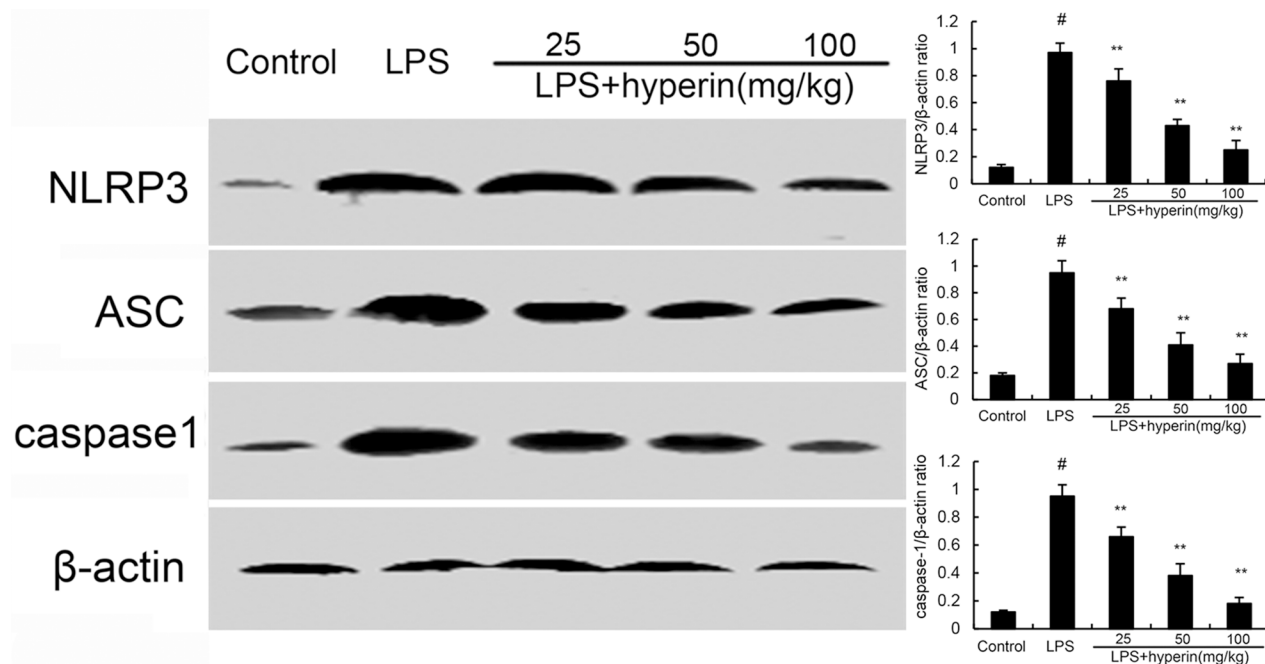 Control LPS 25 50 100
LPS+hyperin(mg/kg)
NLRP3
ASC
caspase1
β-actin
NLRP3/β-actin ratio
1.2
1
0.8
0.6
0.4
0.2
0
#
**
**
**
Control LPS 25 50 100
LPS+hyperin(mg/kg)
ASC/β-actin ratio
1.2
1
0.8
0.6
0.4
0.2
0
#
**
**
**
Control LPS 25 50 100
LPS+hyperin(mg/kg)
caspase-1/β-actin ratio
1.2
1
0.8
0.6
0.4
0.2
0
#
**
**
**
Control LPS 25 50 100
LPS+hyperin(mg/kg)